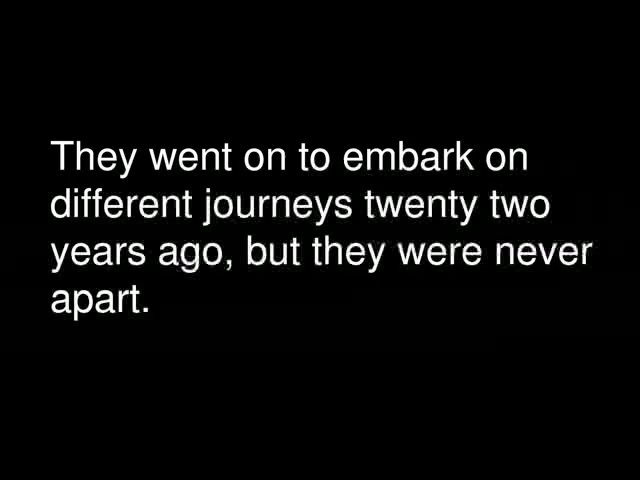 They went on to embark on
different journeys twenty two
years ago, but they were never
apart.